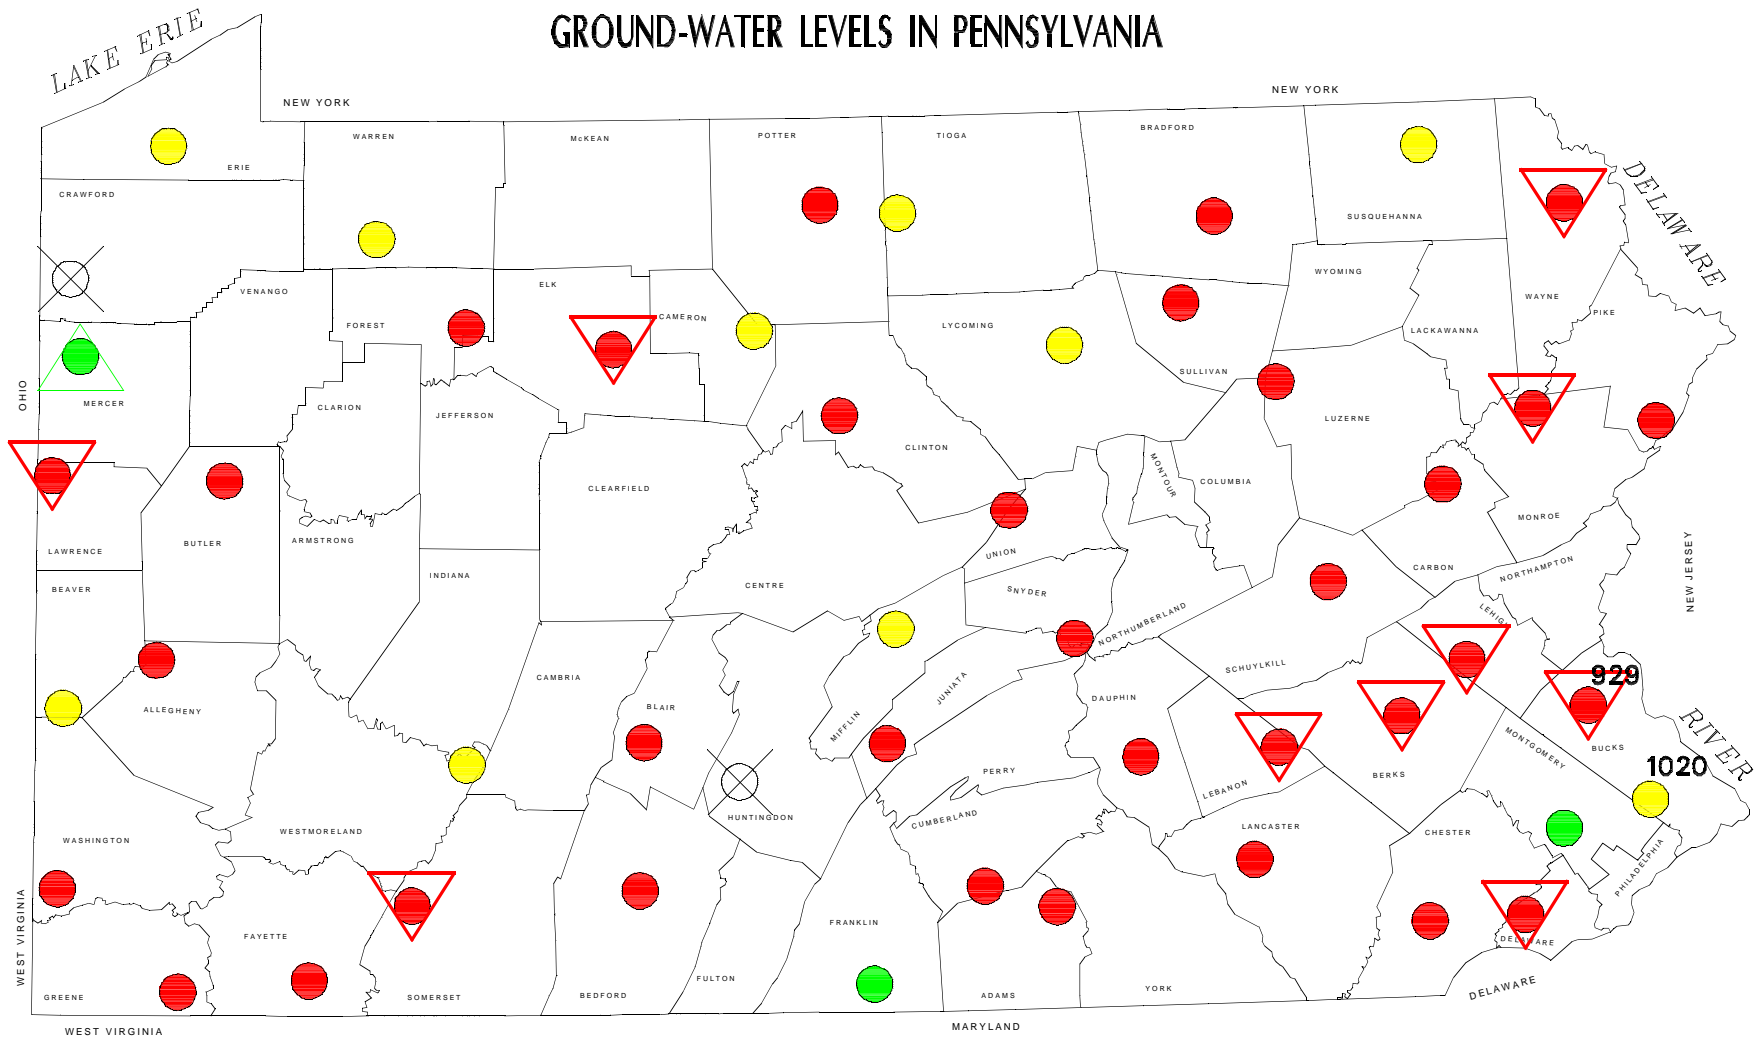 GROUND-WATER LEVELS IN PENNSYLVANIA
LAKE ERIE
NEW YORK
NEW YORK
WARREN
McKEAN
POTTER
TIOGA
BRADFORD
ERIE
CRAWFORD
SUSQUEHANNA
DELAWARE
WYOMING
VENANGO
ELK
WAYNE
FOREST
CAMERON
LYCOMING
LACKAWANNA
PIKE
OHIO
MERCER
CLARION
JEFFERSON
SULLIVAN
LUZERNE
CLINTON
MONTOUR
COLUMBIA
CLEARFIELD
MONROE
LAWRENCE
BUTLER
ARMSTRONG
UNION
BEAVER
INDIANA
CENTRE
SNYDER
CARBON
NORTHAMPTON
NEW JERSEY
NORTHUMBERLAND
LEHIGH
SCHUYLKILL
CAMBRIA
929
ALLEGHENY
BLAIR
MIFFLIN
JUNIATA
DAUPHIN
RIVER
MONTGOMERY
BUCKS
1020
PERRY
LEBANON
BERKS
HUNTINGDON
CUMBERLAND
WASHINGTON
WESTMORELAND
LANCASTER
CHESTER
PHILADELPHIA
WEST VIRGINIA
FAYETTE
FRANKLIN
DELAWARE
GREENE
SOMERSET
BEDFORD
FULTON
ADAMS
YORK
DELAWARE
WEST VIRGINIA
MARYLAND